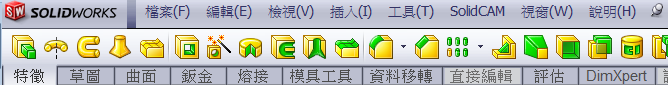 SW SOLIDWORKS 檔案(F) 編輯(E) 檢視(V) 插入(I) 工具(T) SolidCAM 視窗(W) 說明(H)
特徵 草圖 曲面 鈑金 熔接 模具工具 資料移轉 直接編輯 評估 DimXpert